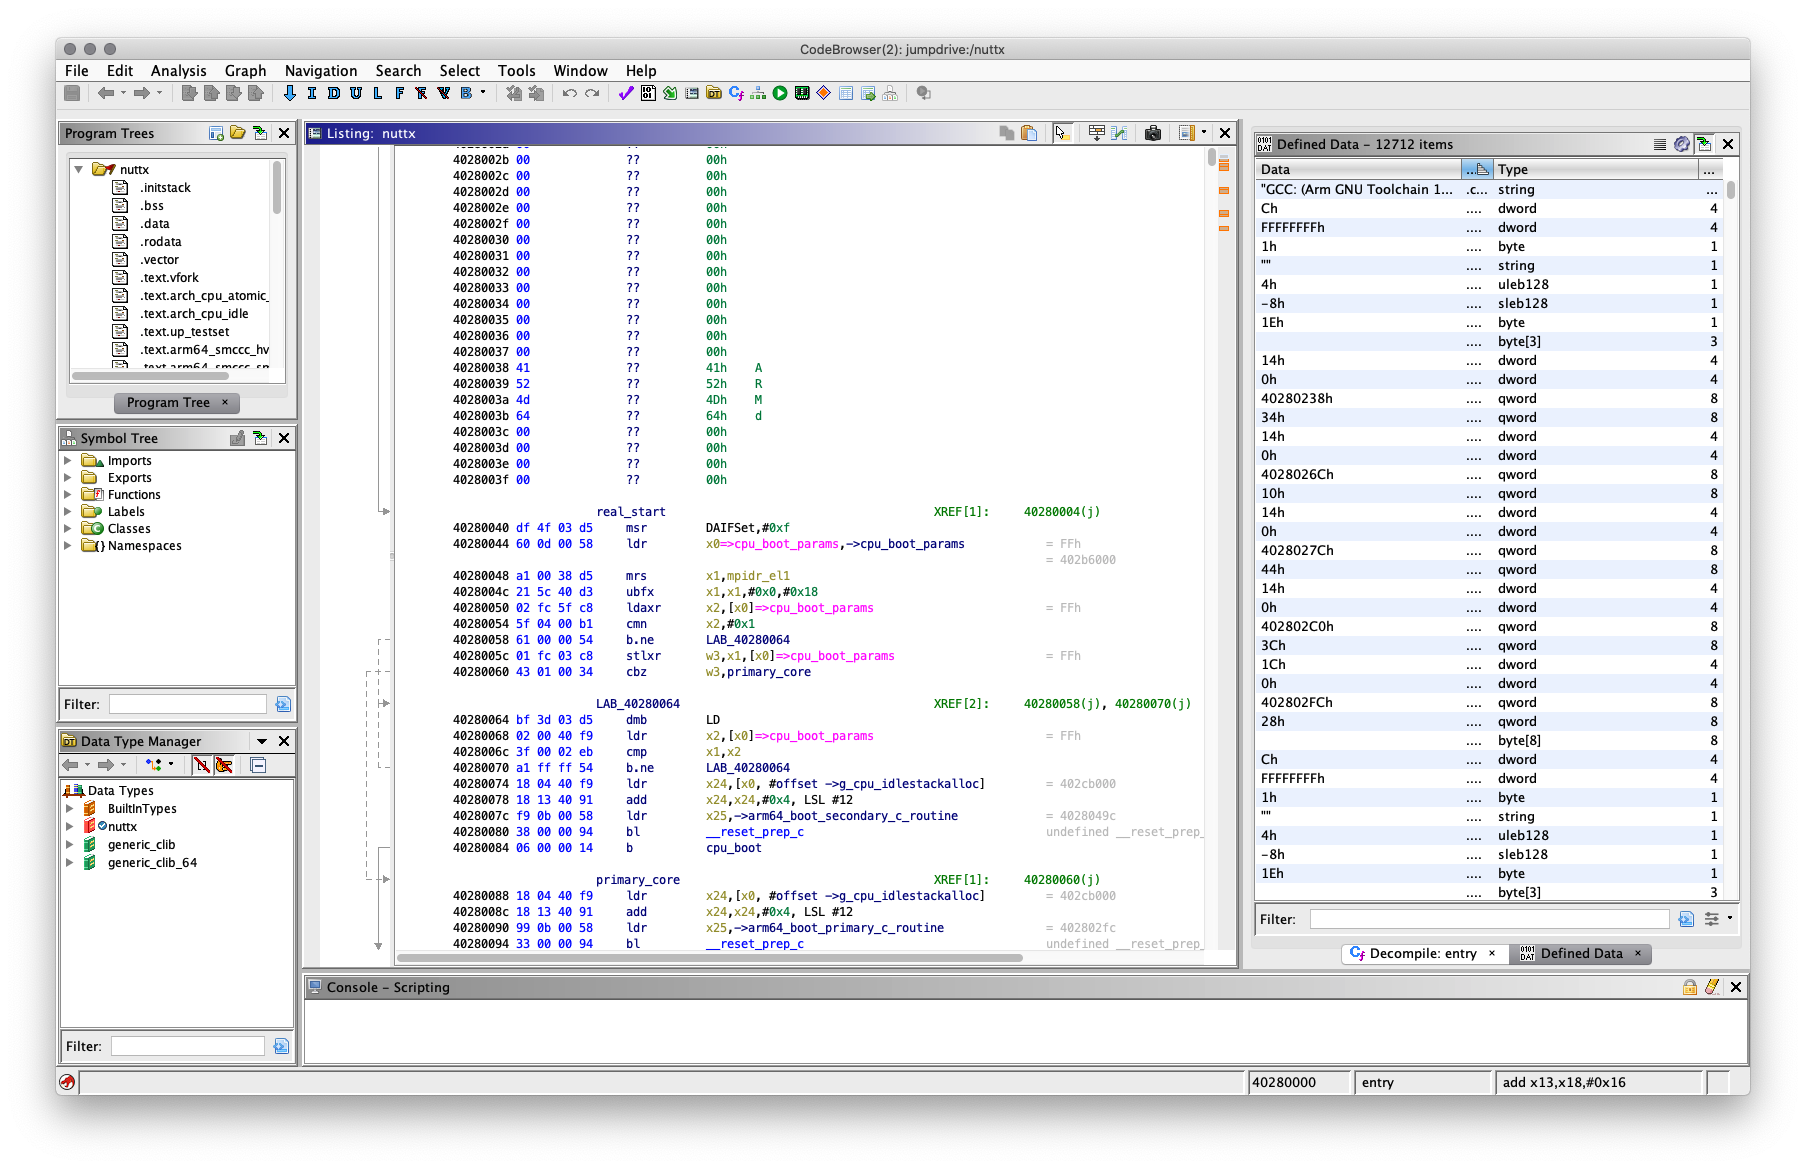 CodeBrowser(2): jumpdrive:/nuttx
File Edit Analysis Graph Navigation Search Select Tools Window Help
I D U L F B
Program Trees
nuttx
.initstack
.bss
.data
.rodata
.vector
.text.vfork
.text.arch_cpu_atomic_
.text.arch_cpu_idle
.text.up_testset
.text.arm64_smccc_hv
Program Tree ×
Symbol Tree
Imports
Exports
Functions
Labels
Classes
Namespaces
Filter:
Data Type Manager
Data Types
BuiltInTypes
nuttx
generic_clib
generic_clib_64
Filter:
Listing: nuttx
4028002b 00 ?? 00h
4028002c 00 ?? 00h
4028002d 00 ?? 00h
4028002e 00 ?? 00h
4028002f 00 ?? 00h
40280030 00 ?? 00h
40280031 00 ?? 00h
40280032 00 ?? 00h
40280033 00 ?? 00h
40280034 00 ?? 00h
40280035 00 ?? 00h
40280036 00 ?? 00h
40280037 00 ?? 00h
40280038 41 ?? 41h A
40280039 52 ?? 52h R
4028003a 4d ?? 4Dh M
4028003b 64 ?? 64h d
4028003c 00 ?? 00h
4028003d 00 ?? 00h
4028003e 00 ?? 00h
4028003f 00 ?? 00h
real_start XREF[1]: 40280004(j)
40280040 df 4f 03 d5 msr DAIFSet,#0xf
40280044 60 0d 00 58 ldr x0=>cpu_boot_params,->cpu_boot_params = FFh
= 402b6000
40280048 a1 00 38 d5 mrs x1,mpidr_el1
4028004c 21 5c 40 d3 ubfx x1,x1,#0x0,#0x18
40280050 02 fc 5f c8 ldaxr x2,[x0]=>cpu_boot_params = FFh
40280054 5f 04 00 b1 cmn x2,#0x1
40280058 61 00 00 54 b.ne LAB_40280064
4028005c 01 fc 03 c8 stlxr w3,x1,[x0]=>cpu_boot_params = FFh
40280060 43 01 00 34 cbz w3,primary_core
LAB_40280064 XREF[2]: 40280058(j), 40280070(j)
40280064 bf 3d 03 d5 dmb LD
40280068 02 00 40 f9 ldr x2,[x0]=>cpu_boot_params = FFh
4028006c 3f 00 02 eb cmp x1,x2
40280070 a1 ff ff 54 b.ne LAB_40280064
40280074 18 04 40 f9 ldr x24,[x0, #offset ->g_cpu_idlestackalloc] = 402cb000
40280078 18 13 40 91 add x24,x24,#0x4, LSL #12
4028007c f9 0b 00 58 ldr x25,->arm64_boot_secondary_c_routine = 4028049c
40280080 38 00 00 94 bl __reset_prep_c undefined __reset_prep_
40280084 06 00 00 14 b cpu_boot
primary_core XREF[1]: 40280060(j)
40280088 18 04 40 f9 ldr x24,[x0, #offset ->g_cpu_idlestackalloc] = 402cb000
4028008c 18 13 40 91 add x24,x24,#0x4, LSL #12
40280090 99 0b 00 58 ldr x25,->arm64_boot_primary_c_routine = 402802fc
40280094 33 00 00 94 bl __reset_prep_c undefined __reset_prep_
Defined Data - 12712 items
Data ... Type ...
"GCC: (Arm GNU Toolchain 1... .c... string ...
Ch .... dword 4
FFFFFFFFh .... dword 4
1h .... byte 1
"" .... string 1
4h .... uleb128 1
-8h .... sleb128 1
1Eh .... byte 1
.... byte[3] 3
14h .... dword 4
0h .... dword 4
40280238h .... qword 8
34h .... qword 8
14h .... dword 4
0h .... dword 4
4028026Ch .... qword 8
10h .... qword 8
14h .... dword 4
0h .... dword 4
4028027Ch .... qword 8
44h .... qword 8
14h .... dword 4
0h .... dword 4
402802C0h .... qword 8
3Ch .... qword 8
1Ch .... dword 4
0h .... dword 4
402802FCh .... qword 8
28h .... qword 8
.... byte[8] 8
Ch .... dword 4
FFFFFFFFh .... dword 4
1h .... byte 1
"" .... string 1
4h .... uleb128 1
-8h .... sleb128 1
1Eh .... byte 1
.... byte[3] 3
Filter:
Decompile: entry × Defined Data ×
Console - Scripting
40280000 entry add x13,x18,#0x16